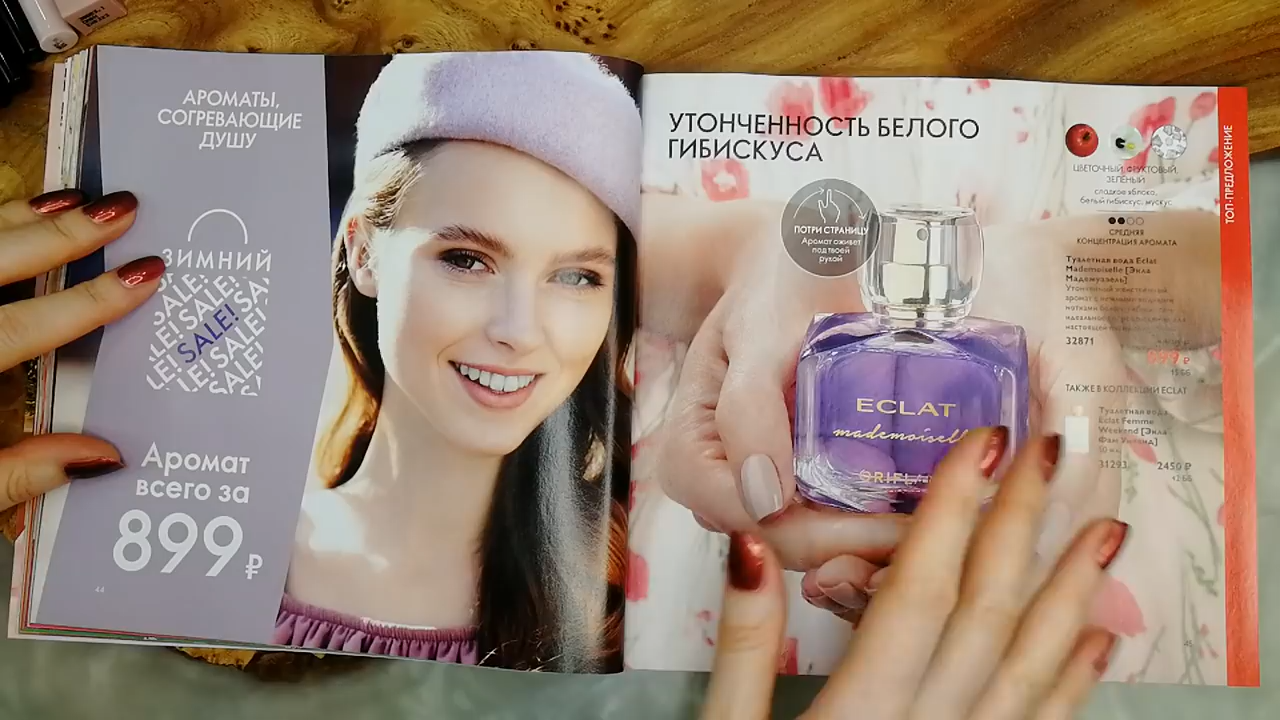 АРОМАТЫ,
СОГРЕВАЮЩИЕ
ДУШУ
ЗИМНИЙ
SALE!
Аромат
всего за
899 ₽
44
УТОНЧЕННОСТЬ БЕЛОГО
ГИБИСКУСА
ПОТРИ СТРАНИЦУ
Аромат оживет
под твоей
рукой
ECLAT
mademoiselle
ORIFLA
ЦВЕТОЧНЫЙ, ФРУКТОВЫЙ,
ЗЕЛЕНЫЙ
сладкое яблоко,
белый гибискус, мускус
СРЕДНЯЯ
КОНЦЕНТРАЦИЯ АРОМАТА
Туалетная вода Eclat
Mademoiselle [Экла
Мадемуазель]
32871
899 ₽
ТАКЖЕ В КОЛЛЕКЦИИ ECLAT
Туалетная вода
Eclat Femme
Weekend [Экла
Фам Уикенд]
31293 2450 ₽
ТОП-ПРЕДЛОЖЕНИЕ
45